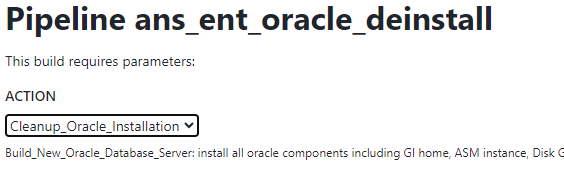 Pipeline ans_ent_oracle_deinstall
This build requires parameters:
ACTION
Cleanup_Oracle_Installation
Build_New_Oracle_Database_Server: install all oracle components including GI home, ASM instance, Disk G